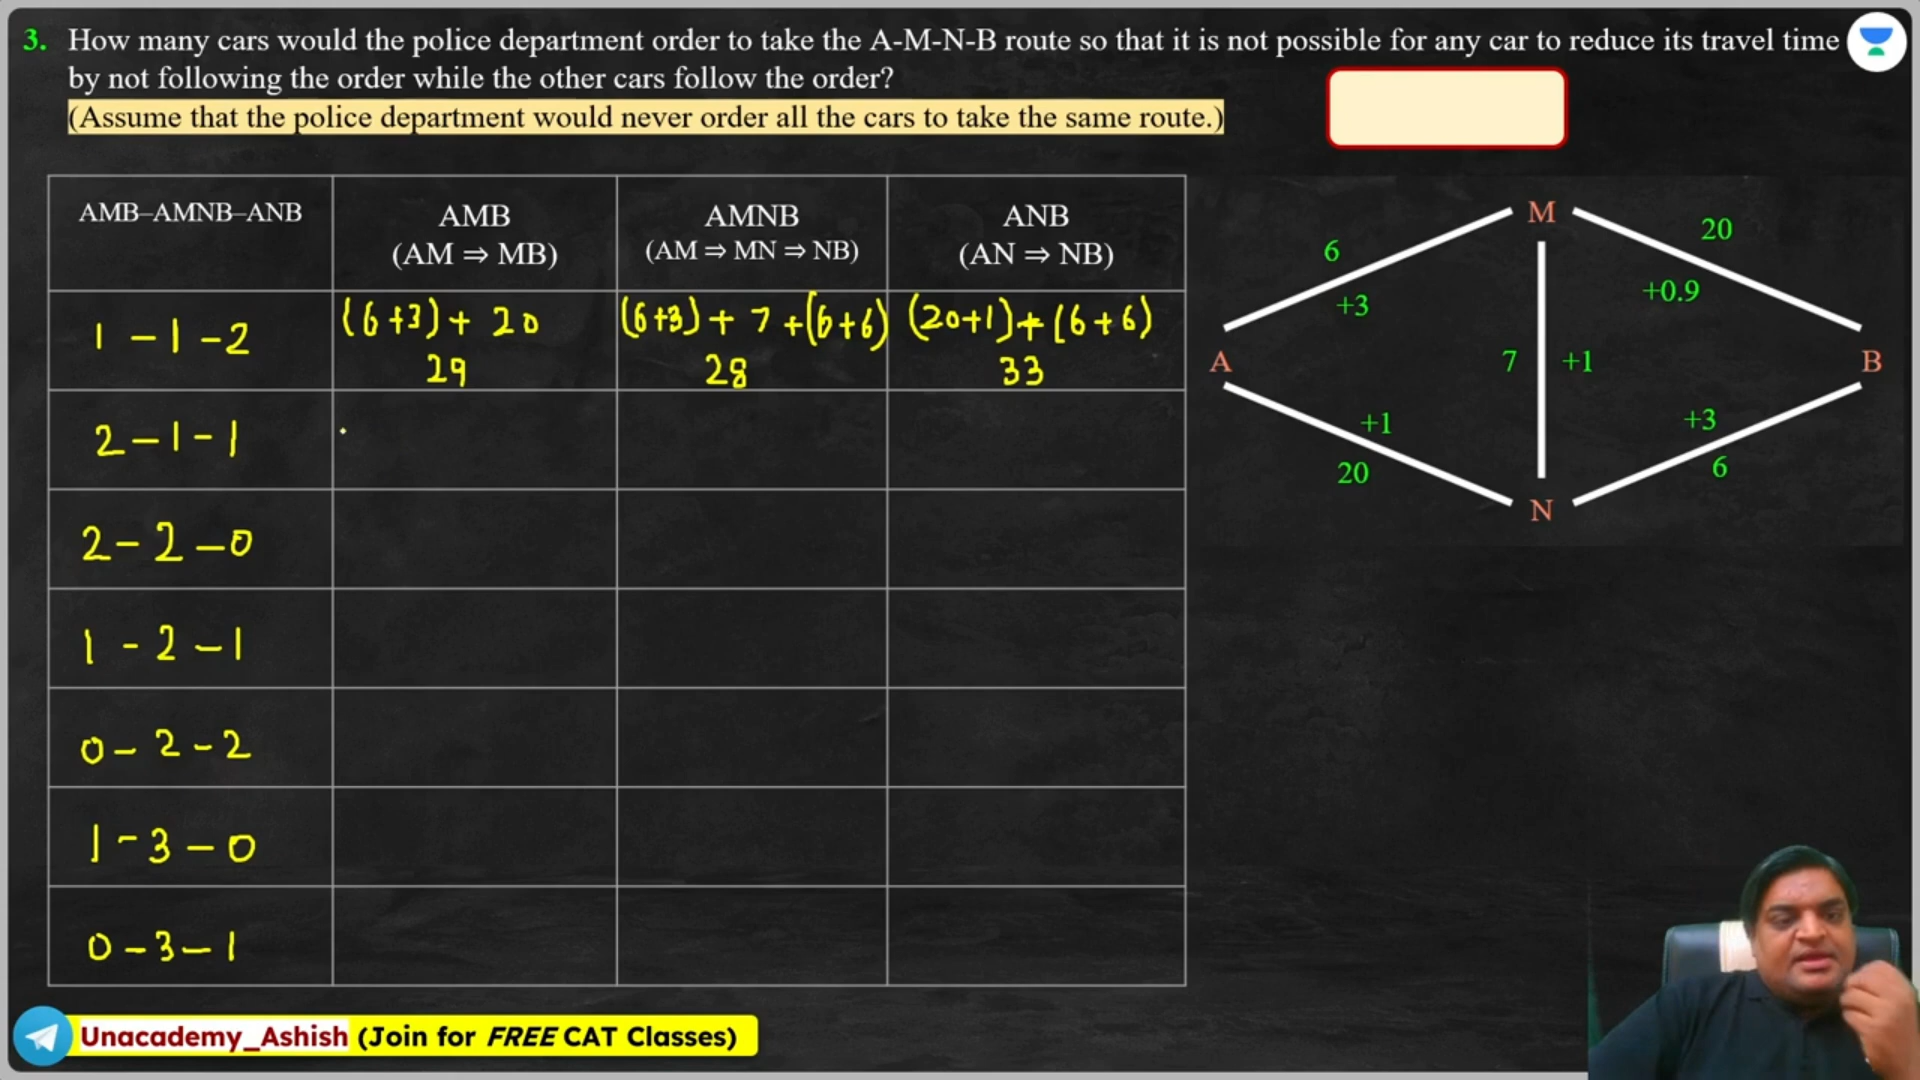 3. How many cars would the police department order to take the A-M-N-B route so that it is not possible for any car to reduce its travel time
by not following the order while the other cars follow the order?
(Assume that the police department would never order all the cars to take the same route.)
AMB–AMNB–ANB
AMB
(AM ⇒ MB)
AMNB
(AM ⇒ MN ⇒ NB)
ANB
(AN ⇒ NB)
1 - 1 - 2
(6+3) + 20
29
(6+3) + 7 + (6+6)
28
(20+1) + (6+6)
33
2 - 1 - 1
2 - 2 - 0
1 - 2 - 1
0 - 2 - 2
1 - 3 - 0
0 - 3 - 1
M
6
+3
20
+0.9
A
7
+1
B
+1
20
+3
6
N
Unacademy_Ashish (Join for FREE CAT Classes)